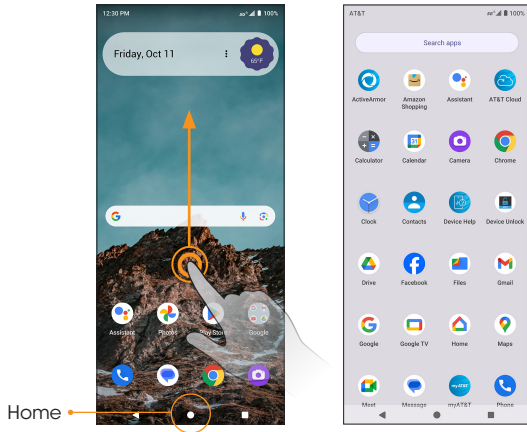 12:30 PM
100%
Friday, Oct 11
65°F
Assistant
Photos
Play Store
Google
Home
AT&T
100%
Search apps
ActiveArmor
Amazon
Shopping
Assistant
AT&T Cloud
Calculator
Calendar
Camera
Chrome
Clock
Contacts
Device Help
Device Unlock
Drive
Facebook
Files
Gmail
Google
Google TV
Home
Maps
Meet
Message
myAT&T
Phone